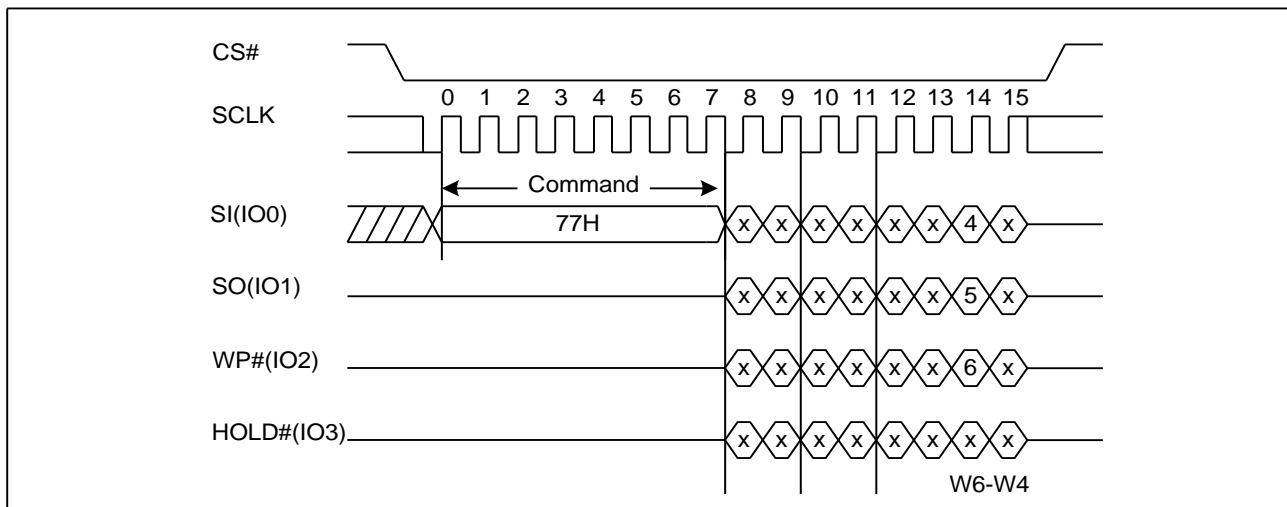 CS#
0 1 2 3 4 5 6 7 8 9 10 11 12 13 14 15
SCLK
Command
SI(IO0) 77H x x x x x x 4 x
SO(IO1) x x x x x x 5 x
WP#(IO2) x x x x x x 6 x
HOLD#(IO3) x x x x x x x x
W6-W4